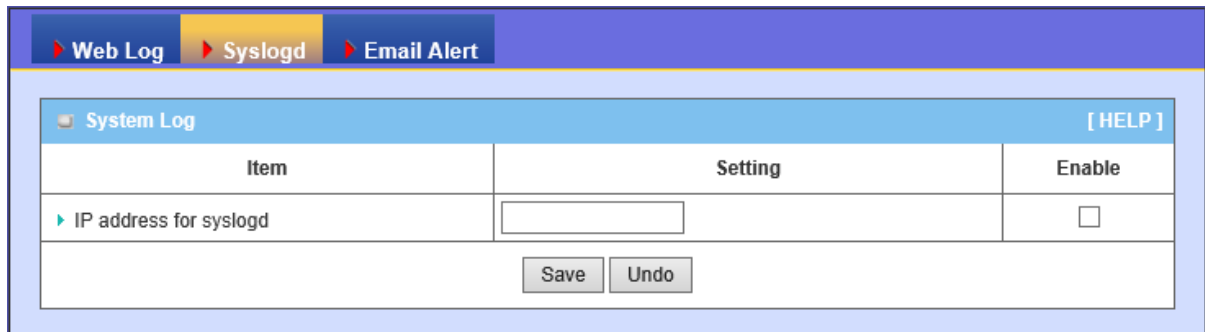 Web Log Syslogd Email Alert
System Log [ HELP ]
Item Setting Enable
IP address for syslogd
Save Undo